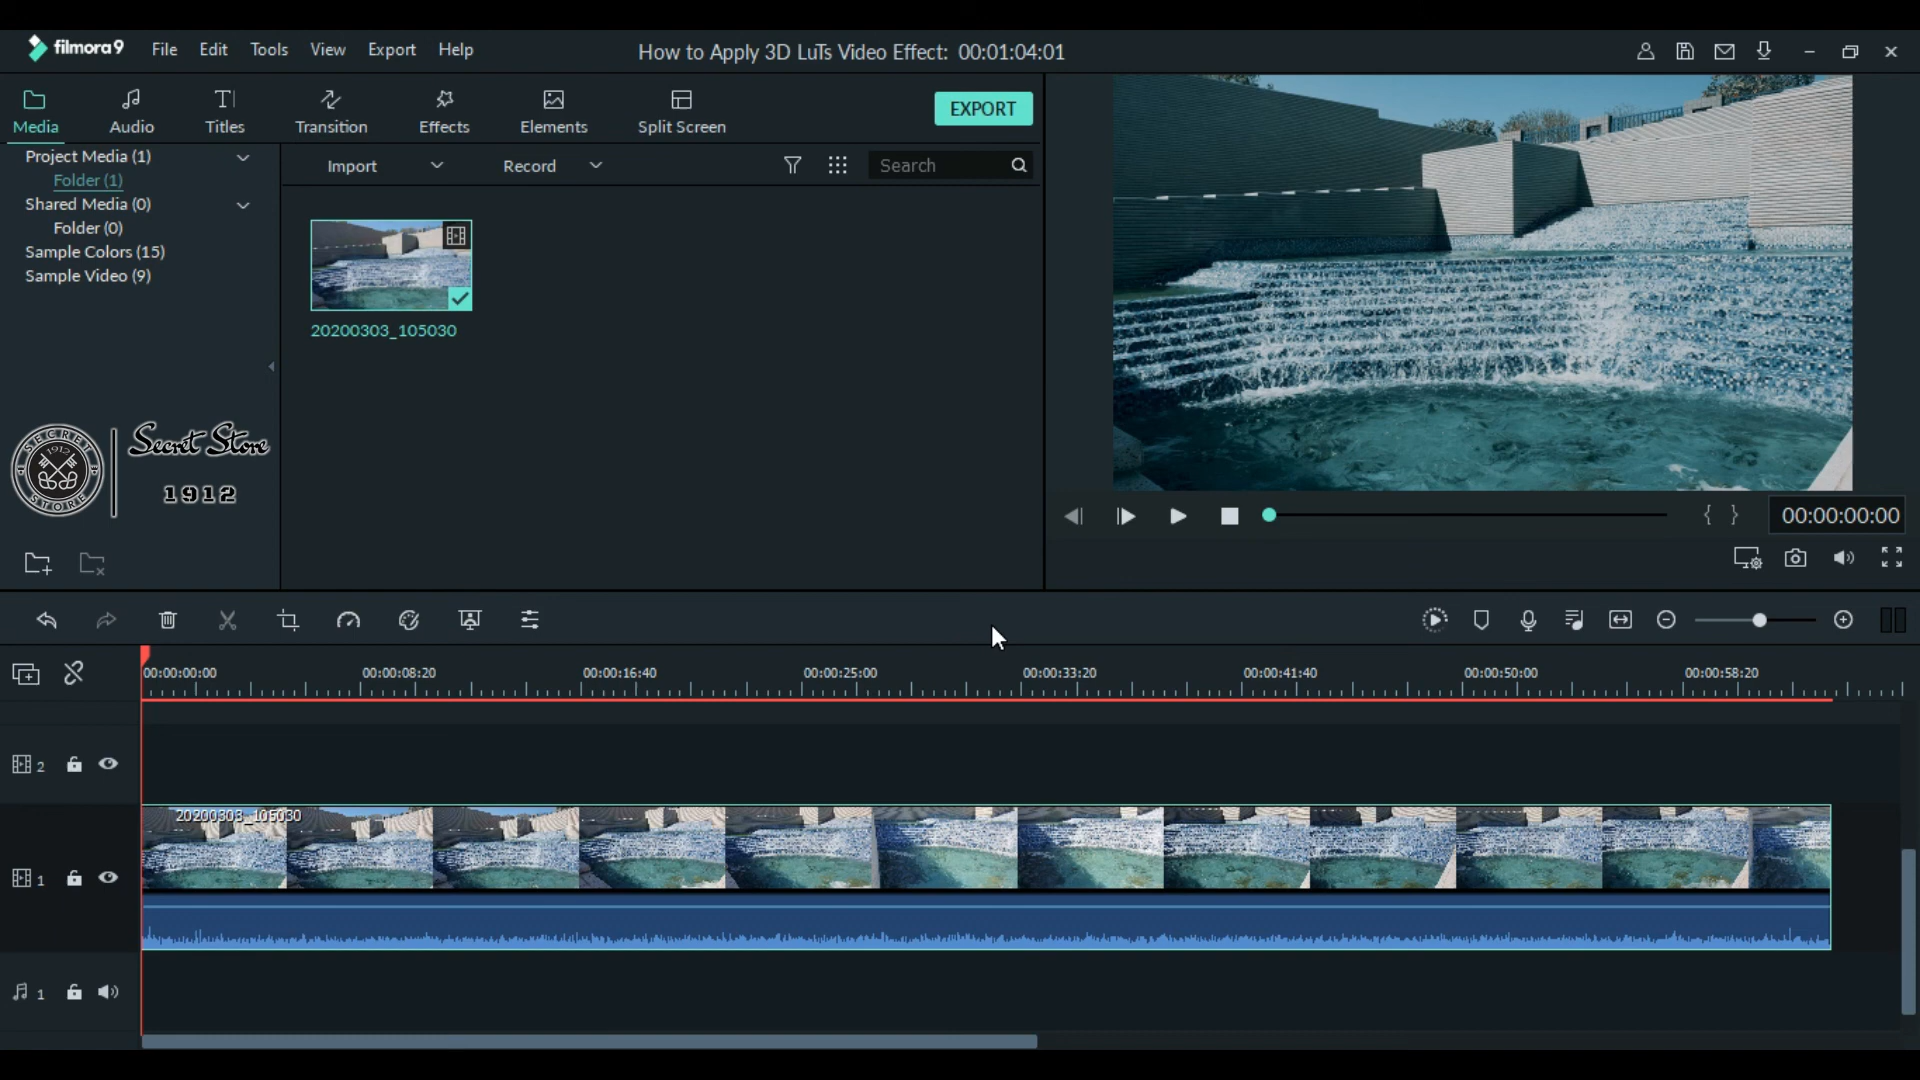 filmora9 File Edit Tools View Export Help
How to Apply 3D LuTs Video Effect: 00:01:04:01
Media Audio Titles Transition Effects Elements Split Screen
EXPORT
Project Media (1)
Folder (1)
Shared Media (0)
Folder (0)
Sample Colors (15)
Sample Video (9)
Import Record Search
20200303_105030
SECRET
1912
STORE
Secret Store
1912
00:00:00:00
00:00:00:00 00:00:08:20 00:00:16:40 00:00:25:00 00:00:33:20 00:00:41:40 00:00:50:00 00:00:58:20
2
20200303_105030
1
1